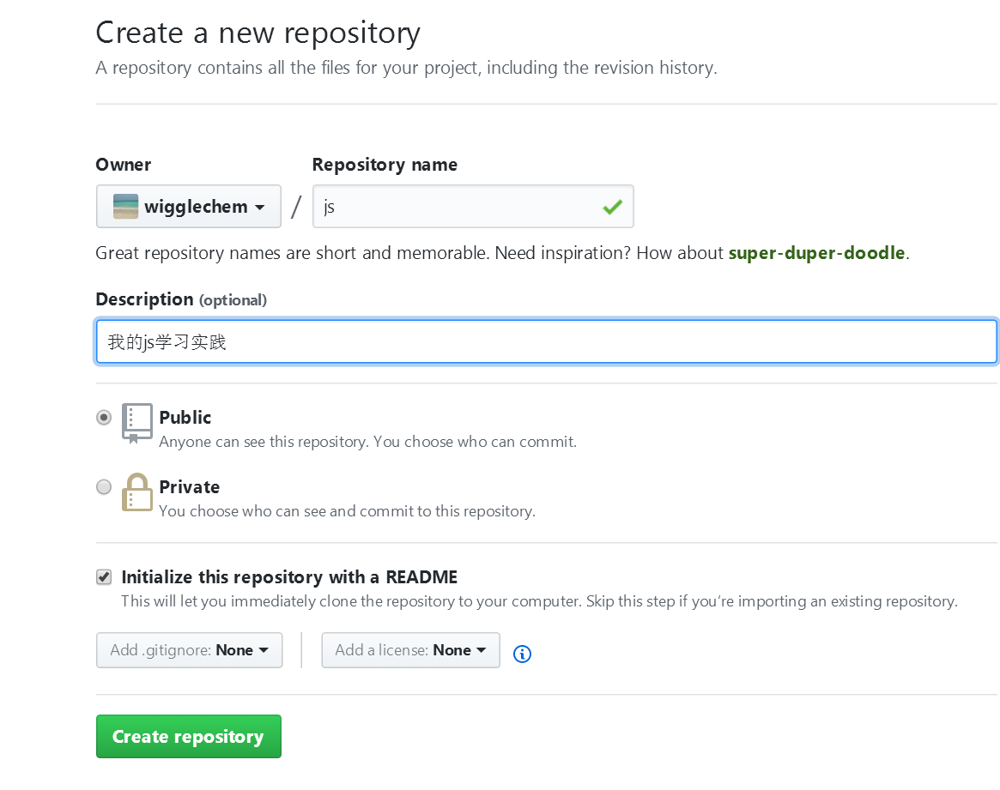 Create a new repository
A repository contains all the files for your project, including the revision history.
Owner Repository name
wigglechem / js
Great repository names are short and memorable. Need inspiration? How about super-duper-doodle.
Description (optional)
我的js学习实践
Public
Anyone can see this repository. You choose who can commit.
Private
You choose who can see and commit to this repository.
Initialize this repository with a README
This will let you immediately clone the repository to your computer. Skip this step if you’re importing an existing repository.
Add .gitignore: None Add a license: None
Create repository